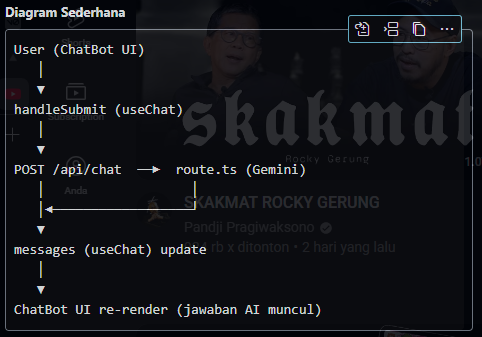 Diagram Sederhana
User (ChatBot UI)
handleSubmit (useChat)
skakmat
Subscription
Rocky Gerung
1.0
POST /api/chat → route.ts (Gemini)
Anda
SKAKMAT ROCKY GERUNG
Pandji Pragiwaksono
rb x ditonton • 2 hari yang lalu
messages (useChat) update
ChatBot UI re-render (jawaban AI muncul)